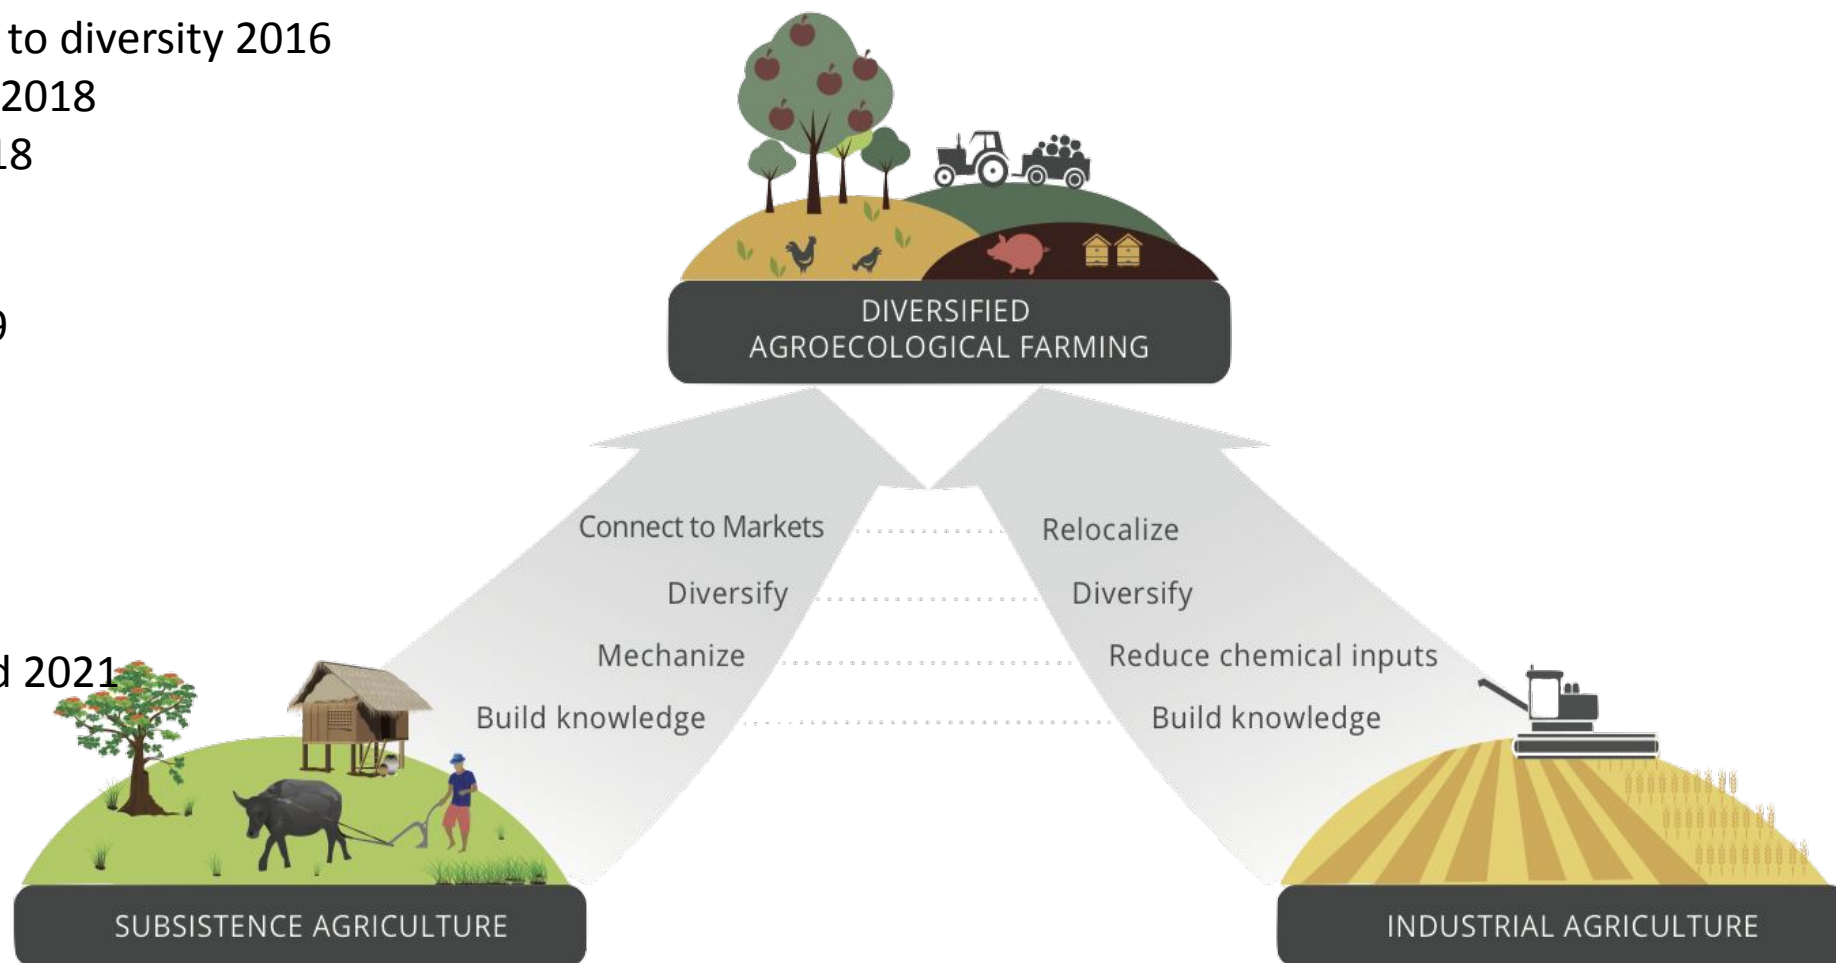 to diversity 2016
2018
18
9
d 2021
DIVERSIFIED
AGROECOLOGICAL FARMING
Connect to Markets
Relocalize
Diversify
Diversify
Mechanize
Reduce chemical inputs
Build knowledge
Build knowledge
SUBSISTENCE AGRICULTURE
INDUSTRIAL AGRICULTURE